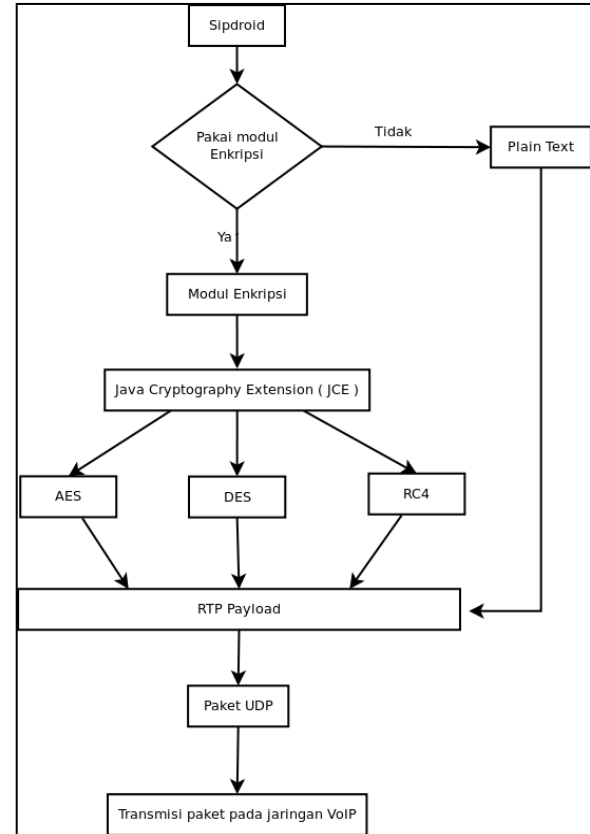 Sipdroid
Pakai modul
Enkripsi
Tidak
Plain Text
Ya
Modul Enkripsi
Java Cryptography Extension ( JCE )
AES
DES
RC4
RTP Payload
Paket UDP
Transmisi paket pada jaringan VoIP